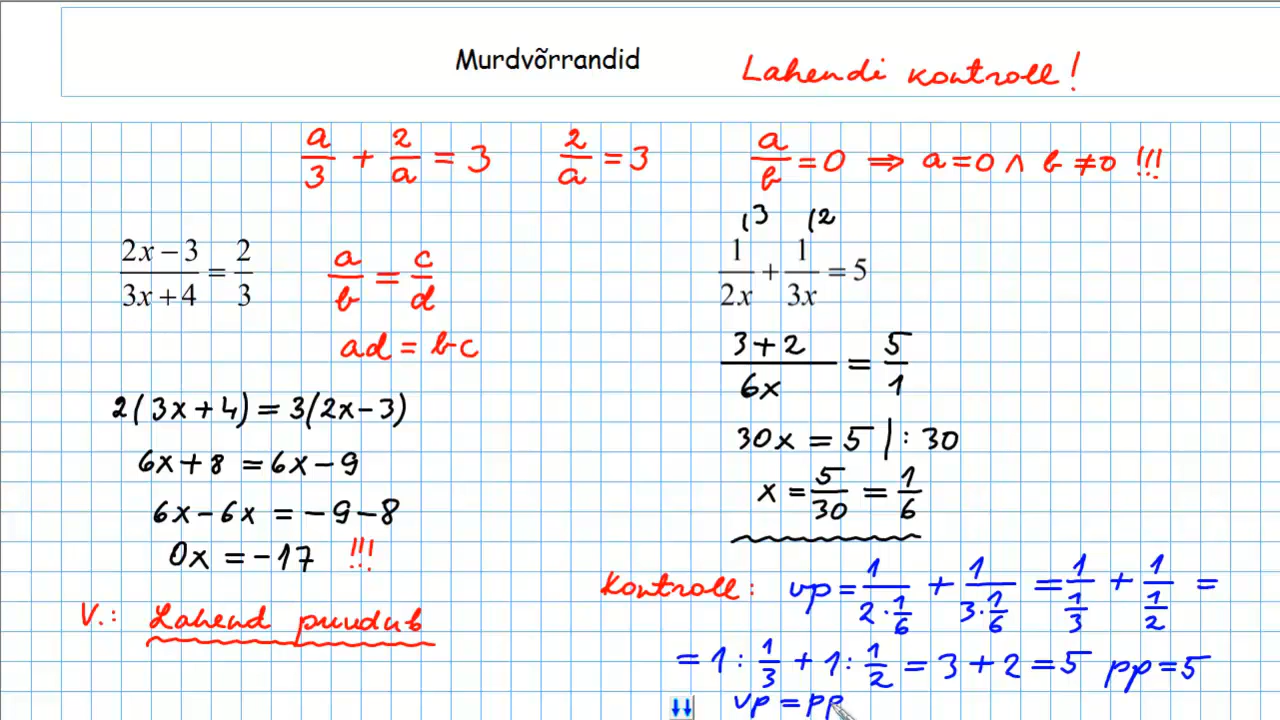 Murdvõrrandid
Lahendi kontroll!
a/3 + 2/a = 3    2/a = 3    a/b = 0 ⇒ a = 0 ∧ b ≠ 0 !!!
(2x − 3)/(3x + 4) = 2/3
a/b = c/d
ad = bc
2(3x + 4) = 3(2x − 3)
6x + 8 = 6x − 9
6x − 6x = −9 − 8
0x = −17 !!!
V.: Lahend puudub
(3 (2
1/2x + 1/3x = 5
(3 + 2)/6x = 5/1
30x = 5 | : 30
x = 5/30 = 1/6
Kontroll: vp = 1/(2 · 1/6) + 1/(3 · 1/6) = 1/(1/3) + 1/(1/2) =
= 1 : 1/3 + 1 : 1/2 = 3 + 2 = 5 pp = 5
vp = pp